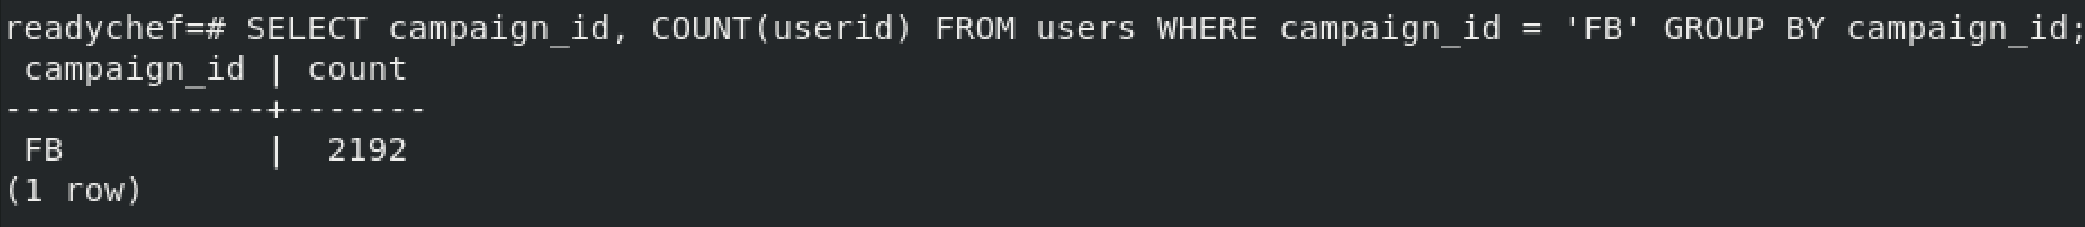 readychef=# SELECT campaign_id, COUNT(userid) FROM users WHERE campaign_id = 'FB' GROUP BY campaign_id;
 campaign_id | count
-------------+-------
 FB          |  2192
(1 row)